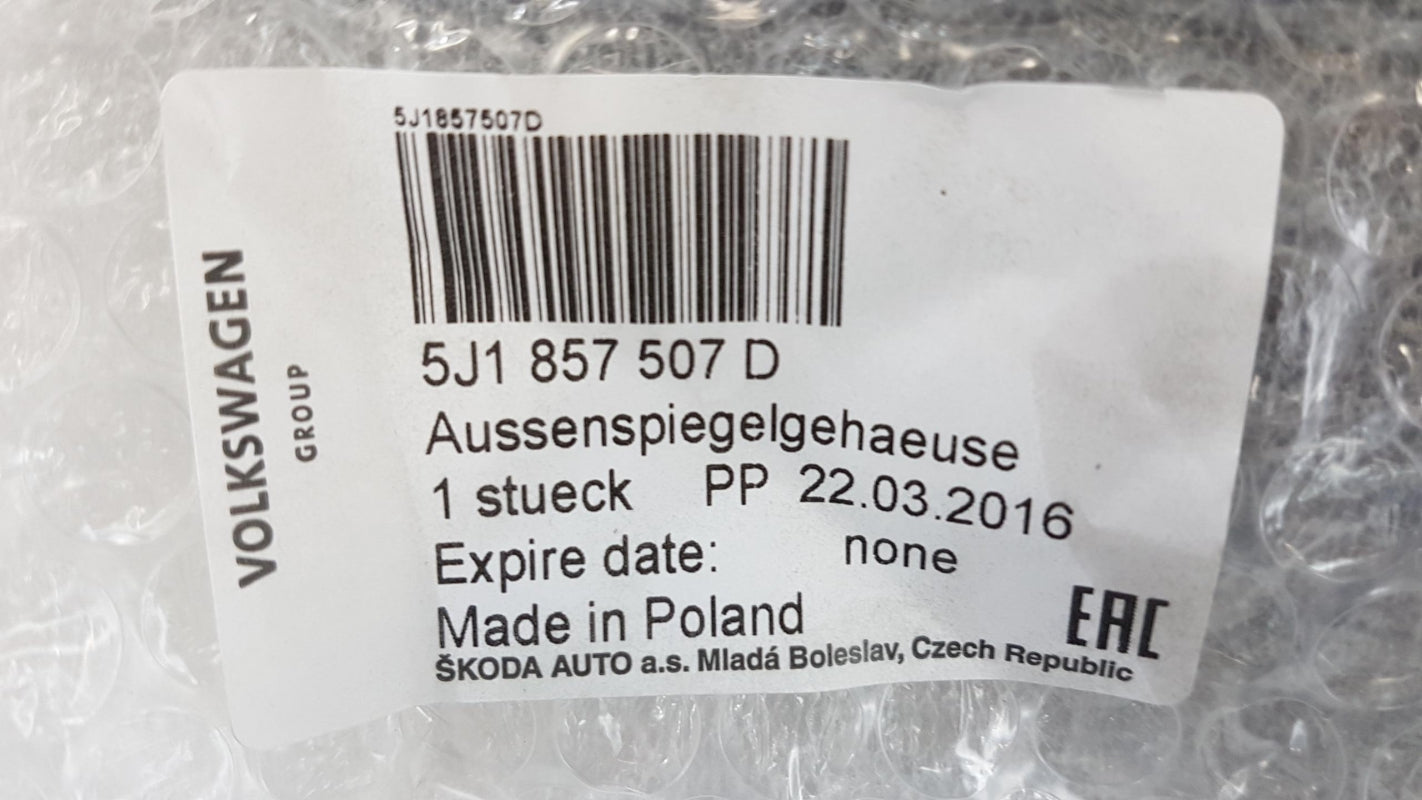 VOLKSWAGEN
GROUP
5J1857507D
5J1 857 507 D
Aussenspiegelgehaeuse
1 stueck PP 22.03.2016
Expire date: none
Made in Poland
EAC
ŠKODA AUTO a.s. Mladá Boleslav, Czech Republic